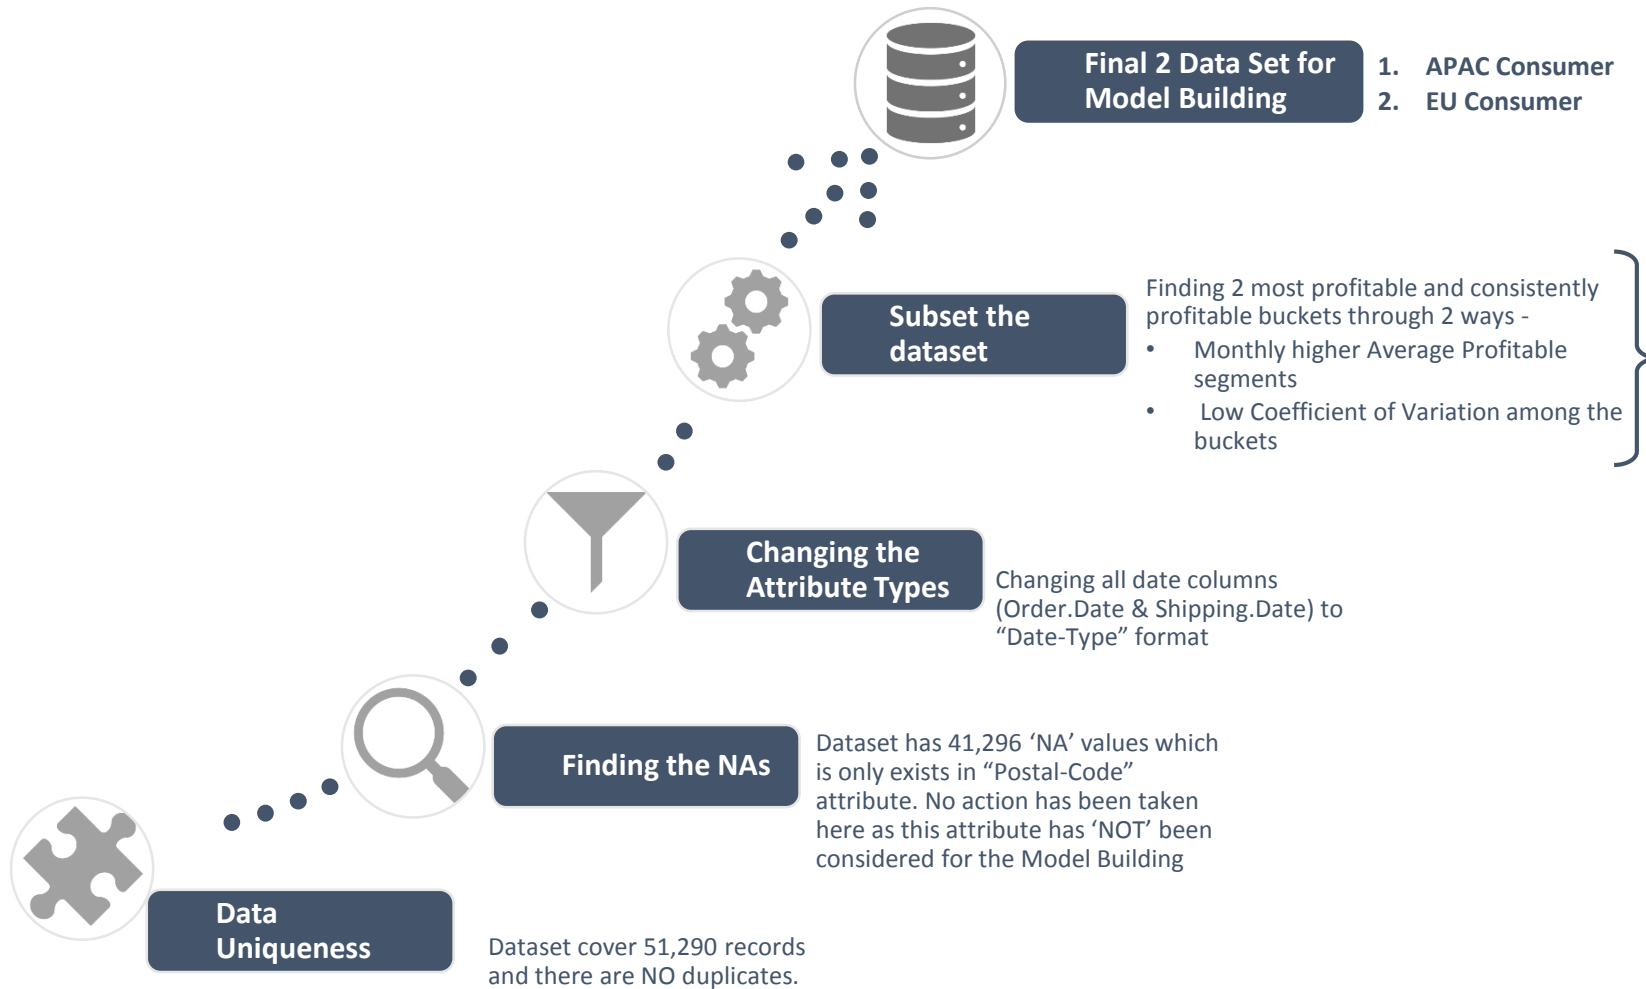 Final 2 Data Set for
Model Building
1. APAC Consumer
2. EU Consumer
Subset the
dataset
Finding 2 most profitable and consistently
profitable buckets through 2 ways -
• Monthly higher Average Profitable
segments
• Low Coefficient of Variation among the
buckets
Changing the
Attribute Types
Changing all date columns
(Order.Date & Shipping.Date) to
“Date-Type” format
Finding the NAs
Dataset has 41,296 ‘NA’ values which
is only exists in “Postal-Code”
attribute. No action has been taken
here as this attribute has ‘NOT’ been
considered for the Model Building
Data
Uniqueness
Dataset cover 51,290 records
and there are NO duplicates.